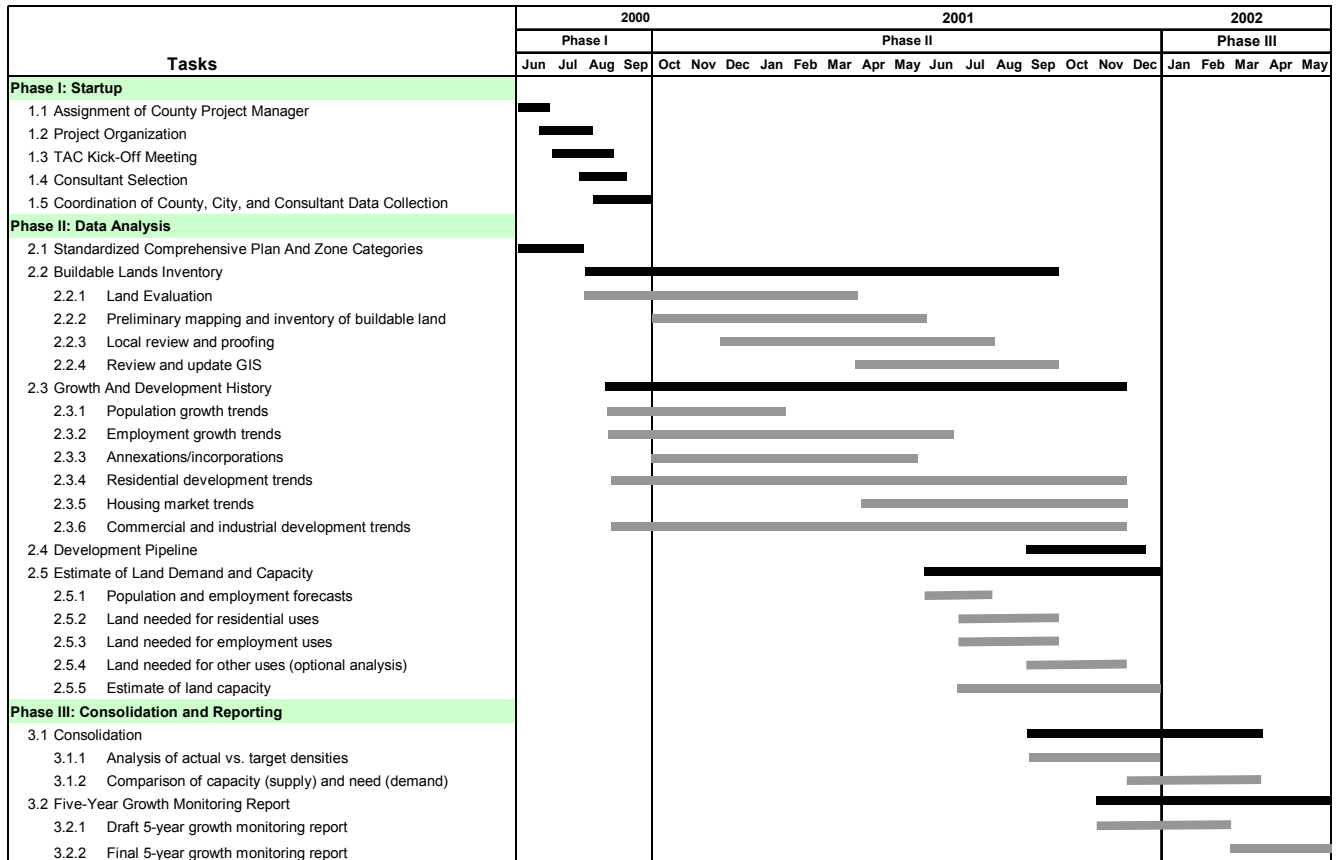 2000 2001 2002
Phase I Phase II Phase III
Tasks Jun Jul Aug Sep Oct Nov Dec Jan Feb Mar Apr May Jun Jul Aug Sep Oct Nov Dec Jan Feb Mar Apr May
Phase I: Startup
1.1 Assignment of County Project Manager
1.2 Project Organization
1.3 TAC Kick-Off Meeting
1.4 Consultant Selection
1.5 Coordination of County, City, and Consultant Data Collection
Phase II: Data Analysis
2.1 Standardized Comprehensive Plan And Zone Categories
2.2 Buildable Lands Inventory
2.2.1 Land Evaluation
2.2.2 Preliminary mapping and inventory of buildable land
2.2.3 Local review and proofing
2.2.4 Review and update GIS
2.3 Growth And Development History
2.3.1 Population growth trends
2.3.2 Employment growth trends
2.3.3 Annexations/incorporations
2.3.4 Residential development trends
2.3.5 Housing market trends
2.3.6 Commercial and industrial development trends
2.4 Development Pipeline
2.5 Estimate of Land Demand and Capacity
2.5.1 Population and employment forecasts
2.5.2 Land needed for residential uses
2.5.3 Land needed for employment uses
2.5.4 Land needed for other uses (optional analysis)
2.5.5 Estimate of land capacity
Phase III: Consolidation and Reporting
3.1 Consolidation
3.1.1 Analysis of actual vs. target densities
3.1.2 Comparison of capacity (supply) and need (demand)
3.2 Five-Year Growth Monitoring Report
3.2.1 Draft 5-year growth monitoring report
3.2.2 Final 5-year growth monitoring report